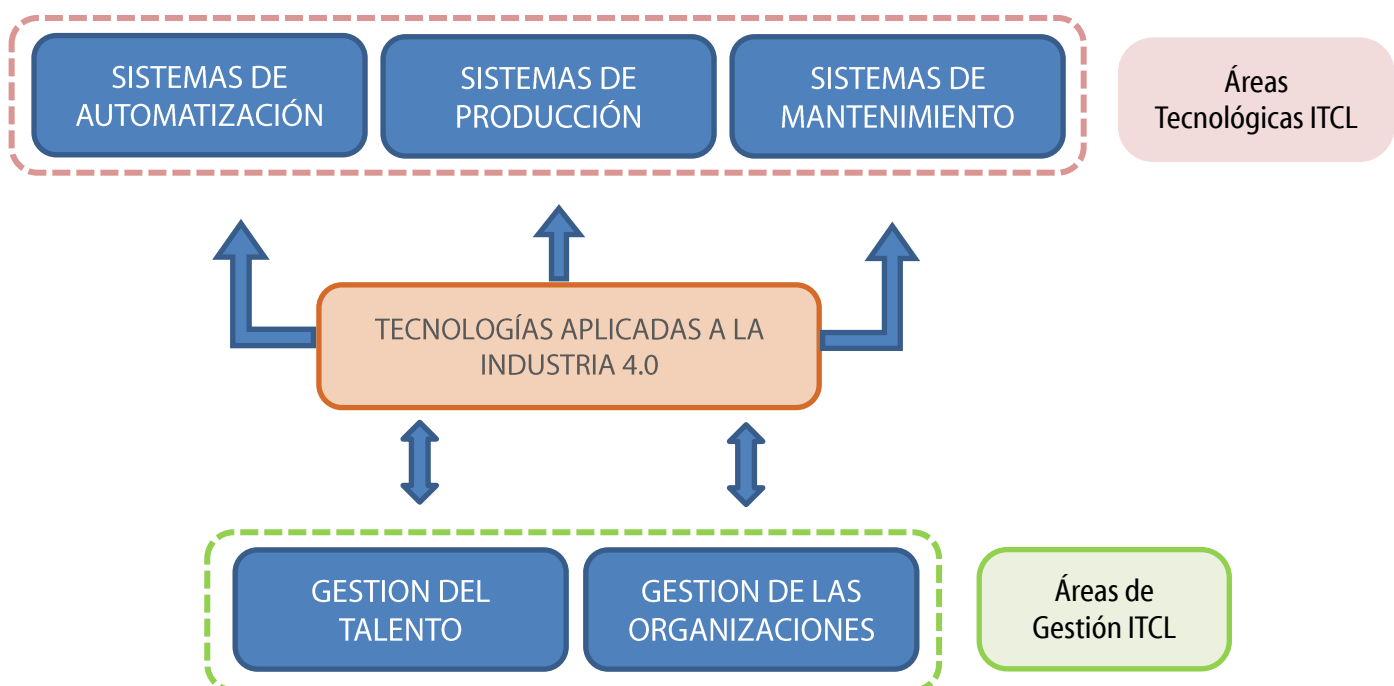 SISTEMAS DE
AUTOMATIZACIÓN
SISTEMAS DE
PRODUCCIÓN
SISTEMAS DE
MANTENIMIENTO
Áreas
Tecnológicas ITCL
TECNOLOGÍAS APLICADAS A LA
INDUSTRIA 4.0
GESTION DEL
TALENTO
GESTION DE LAS
ORGANIZACIONES
Áreas de
Gestión ITCL